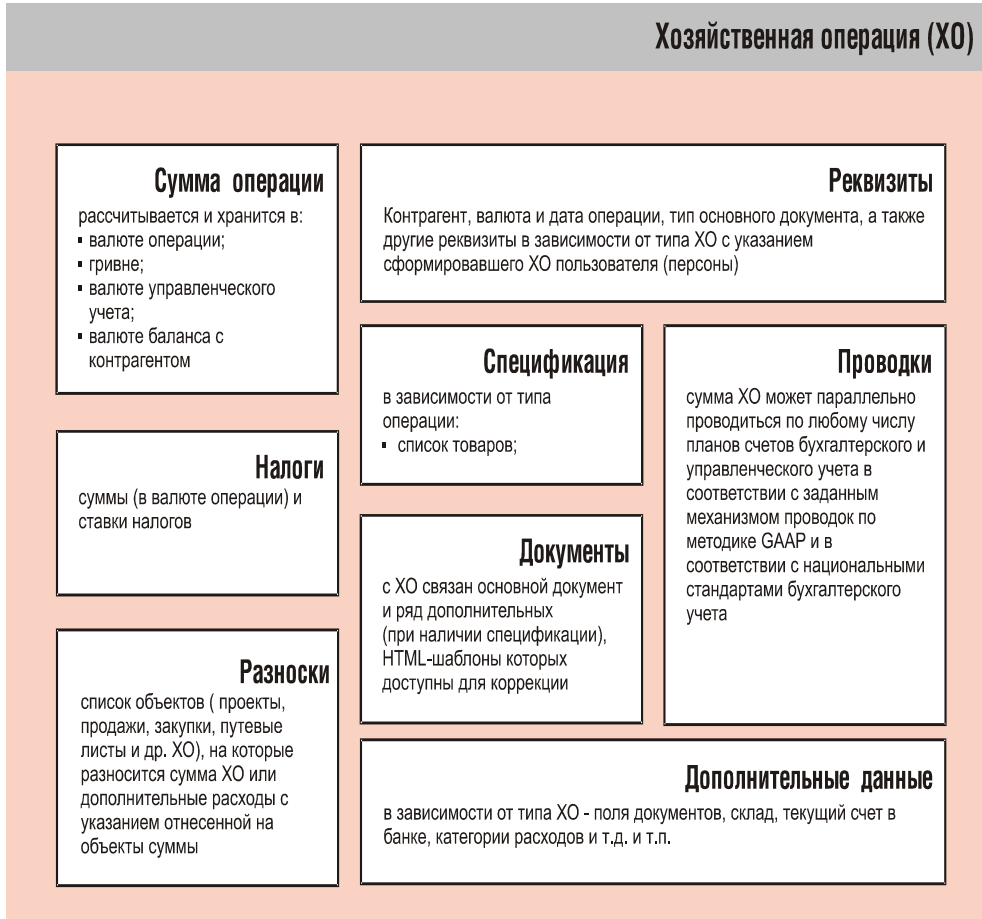 Хозяйственная операция (ХО)
Сумма операции
рассчитывается и хранится в:
▪ валюте операции;
▪ гривне;
▪ валюте управленческого
учета;
▪ валюте баланса с
контрагентом
Реквизиты
Контрагент, валюта и дата операции, тип основного документа, а также
другие реквизиты в зависимости от типа ХО с указанием
сформировавшего ХО пользователя (персоны)
Спецификация
в зависимости от типа
операции:
▪ список товаров;
Проводки
сумма ХО может параллельно
проводиться по любому числу
планов счетов бухгалтерского и
управленческого учета в
соответствии с заданным
механизмом проводок по
методике GAAP и в
соответствии с национальными
стандартами бухгалтерского
учета
Налоги
суммы (в валюте операции) и
ставки налогов
Документы
с ХО связан основной документ
и ряд дополнительных
(при наличии спецификации),
HTML-шаблоны которых
доступны для коррекции
Разноски
список объектов ( проекты,
продажи, закупки, путевые
листы и др. ХО), на которые
разносится сумма ХО или
дополнительные расходы с
указанием отнесенной на
объекты суммы
Дополнительные данные
в зависимости от типа ХО - поля документов, склад, текущий счет в
банке, категории расходов и т.д. и т.п.